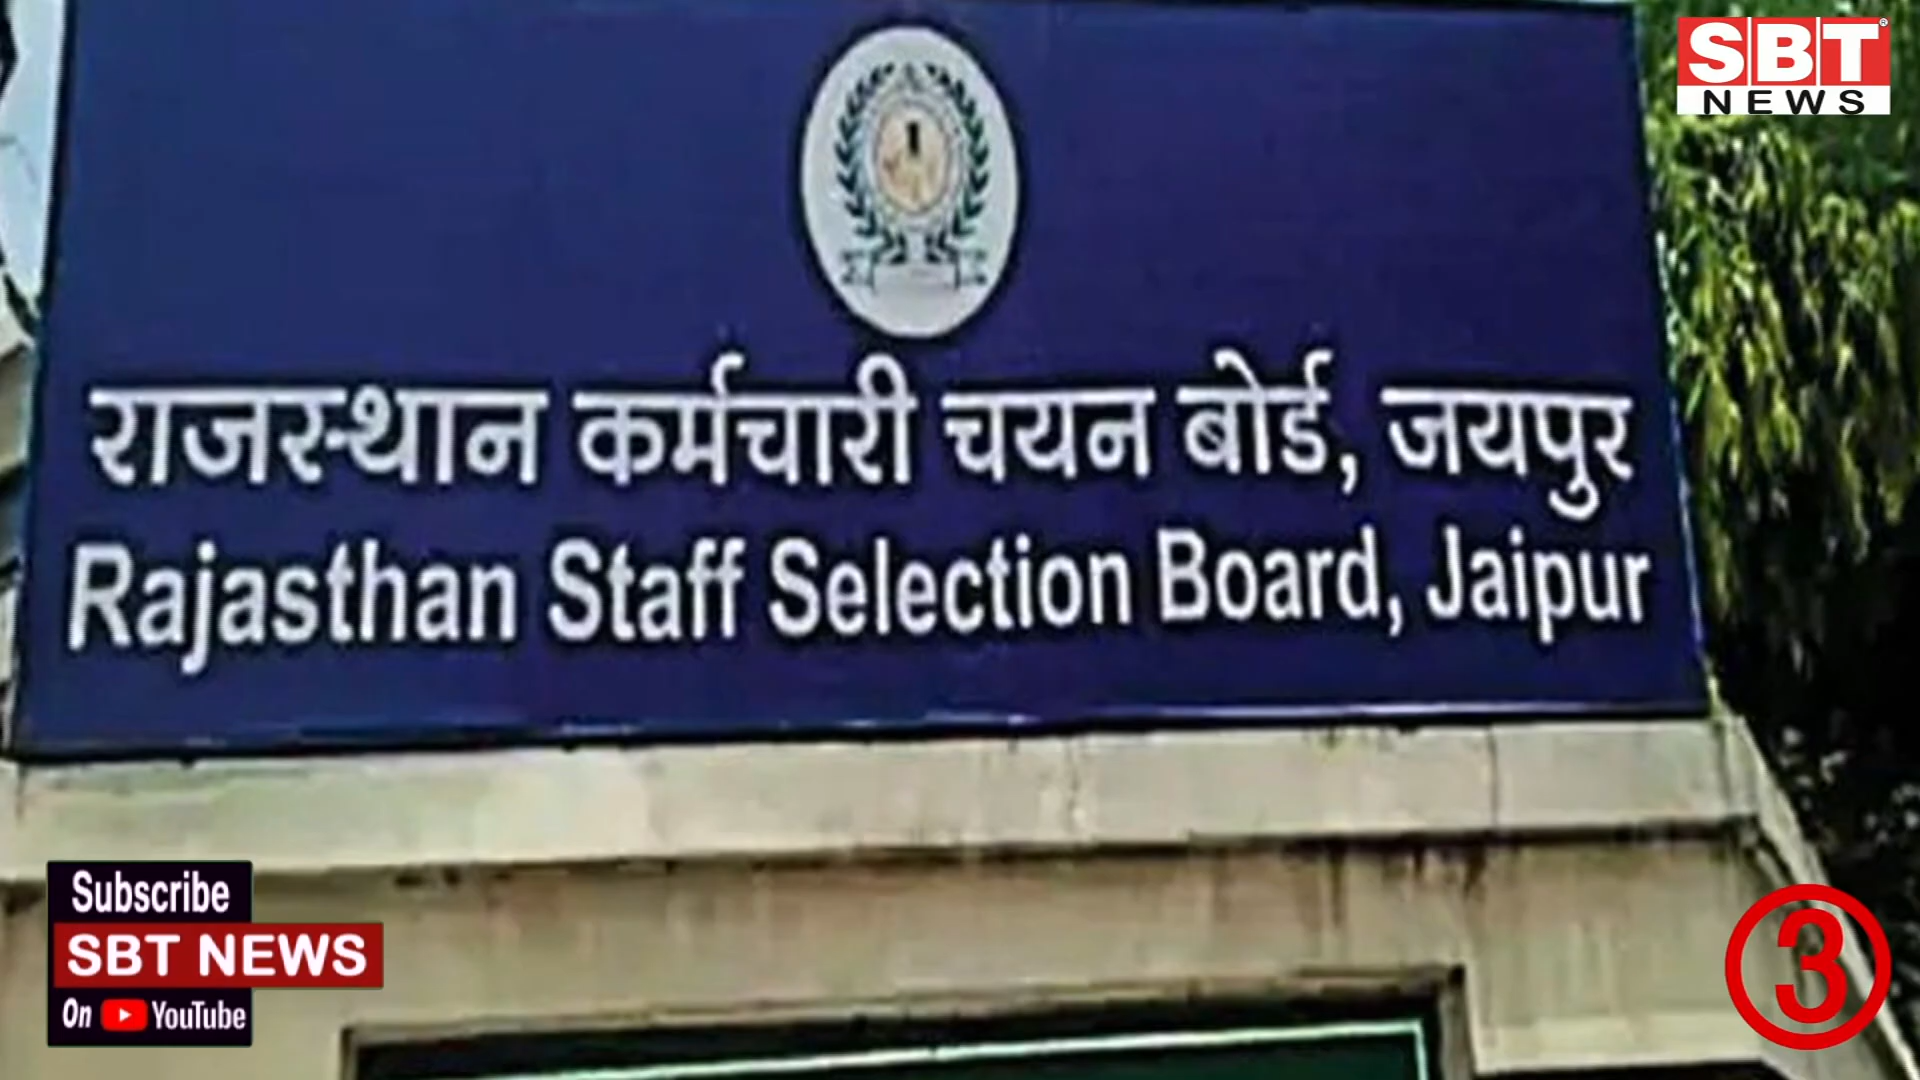 SBT
NEWS
राजस्थान कर्मचारी चयन बोर्ड, जयपुर
Rajasthan Staff Selection Board, Jaipur
Subscribe
SBT NEWS
On YouTube
3